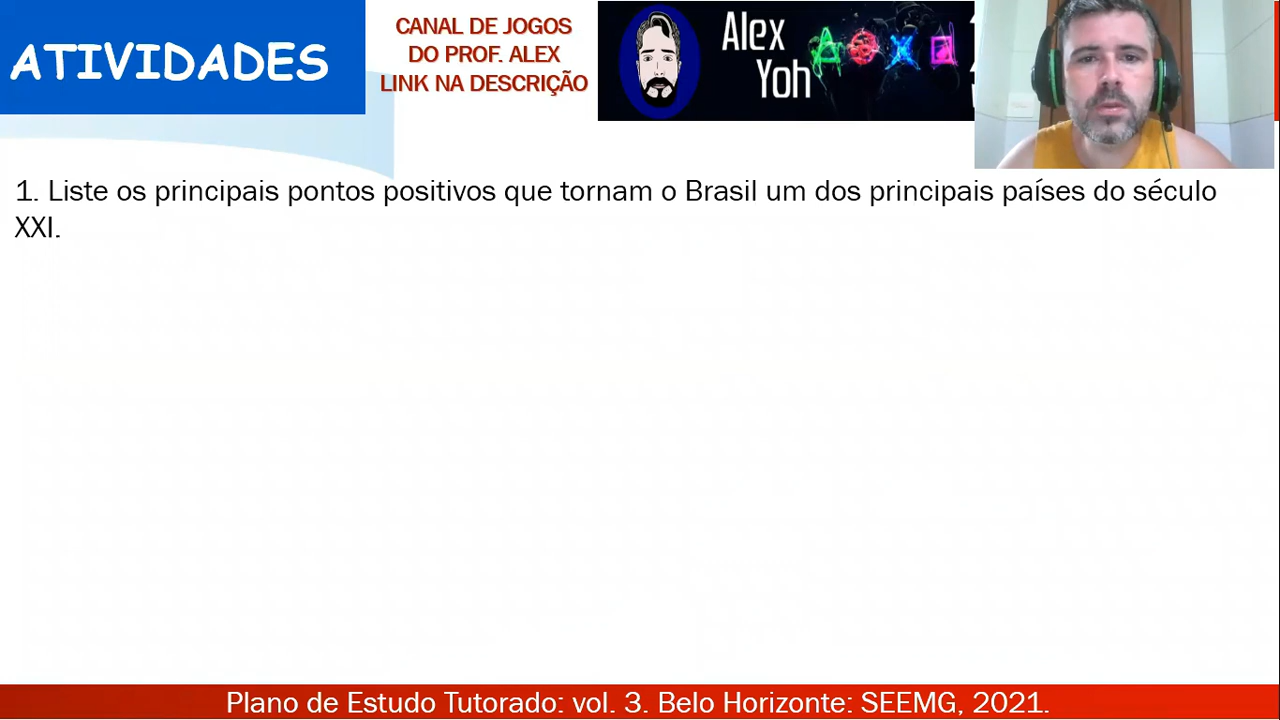 ATIVIDADES
CANAL DE JOGOS
DO PROF. ALEX
LINK NA DESCRIÇÃO
Alex
Yoh
1. Liste os principais pontos positivos que tornam o Brasil um dos principais países do século
XXI.
Plano de Estudo Tutorado: vol. 3. Belo Horizonte: SEEMG, 2021.